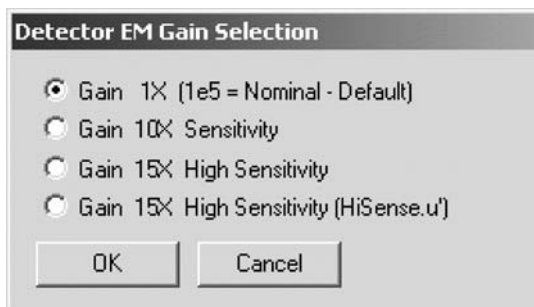 Detector EM Gain Selection
Gain 1X (1e5 = Nominal - Default)
Gain 10X Sensitivity
Gain 15X High Sensitivity
Gain 15X High Sensitivity (HiSense.u')
OK Cancel